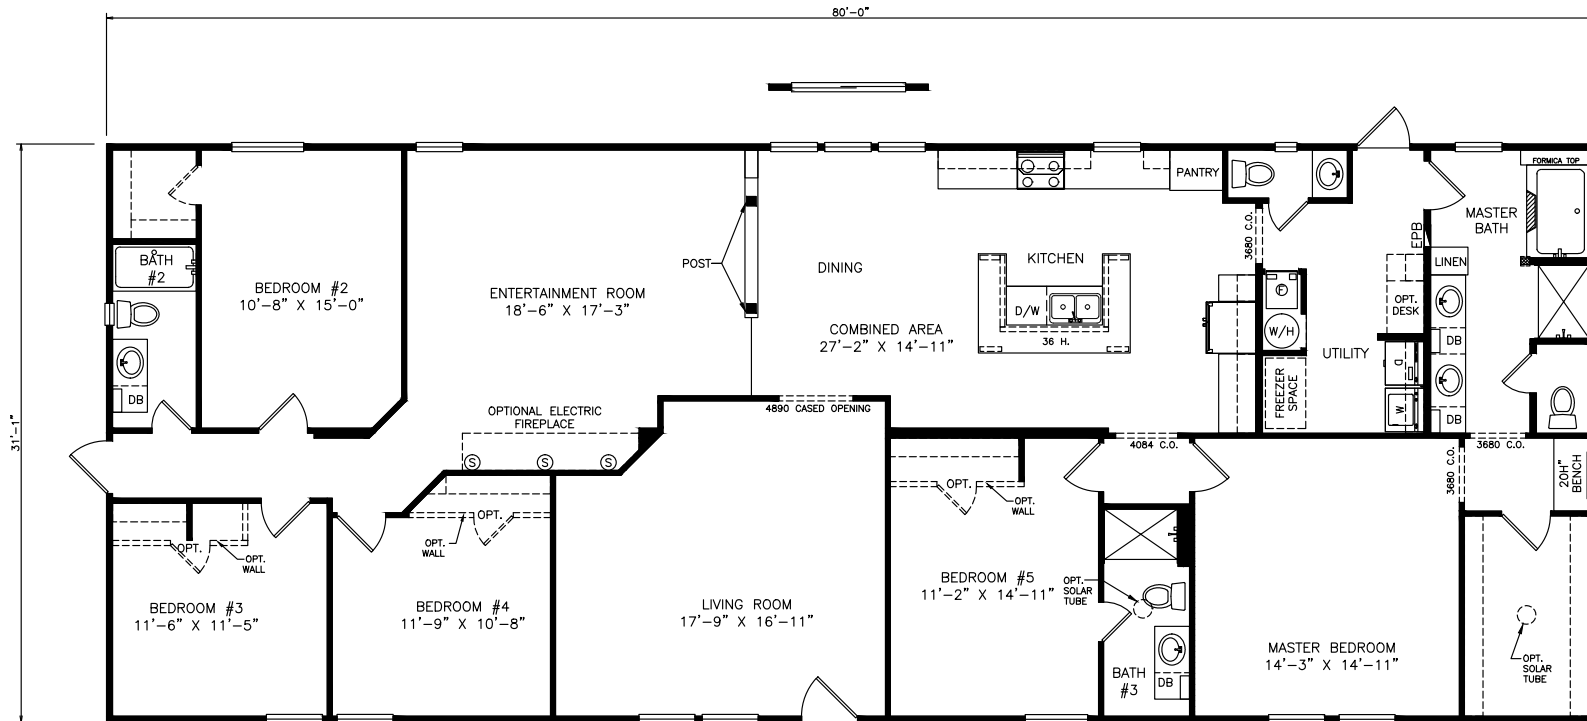 80'-0"
31'-1"
BATH
#2
DB
BEDROOM #2
10'-8" X 15'-0"
ENTERTAINMENT ROOM
18'-6" X 17'-3"
POST
OPTIONAL ELECTRIC
FIREPLACE
S
S
S
DINING
KITCHEN
COMBINED AREA
27'-2" X 14'-11"
D/W
36 H.
PANTRY
4890 CASED OPENING
3680 C.O.
F
W/H
FREEZER
SPACE
UTILITY
EPB
OPT.
DESK
D
W
MASTER
BATH
FORMICA TOP
LINEN
DB
DB
4084 C.O.
3680 C.O.
3680 C.O.
20H"
BENCH
OPT.
OPT.
WALL
BEDROOM #3
11'-6" X 11'-5"
OPT.
OPT.
WALL
BEDROOM #4
11'-9" X 10'-8"
LIVING ROOM
17'-9" X 16'-11"
OPT.
OPT.
WALL
BEDROOM #5
11'-2" X 14'-11"
OPT.
SOLAR
TUBE
BATH
#3
DB
MASTER BEDROOM
14'-3" X 14'-11"
OPT.
SOLAR
TUBE